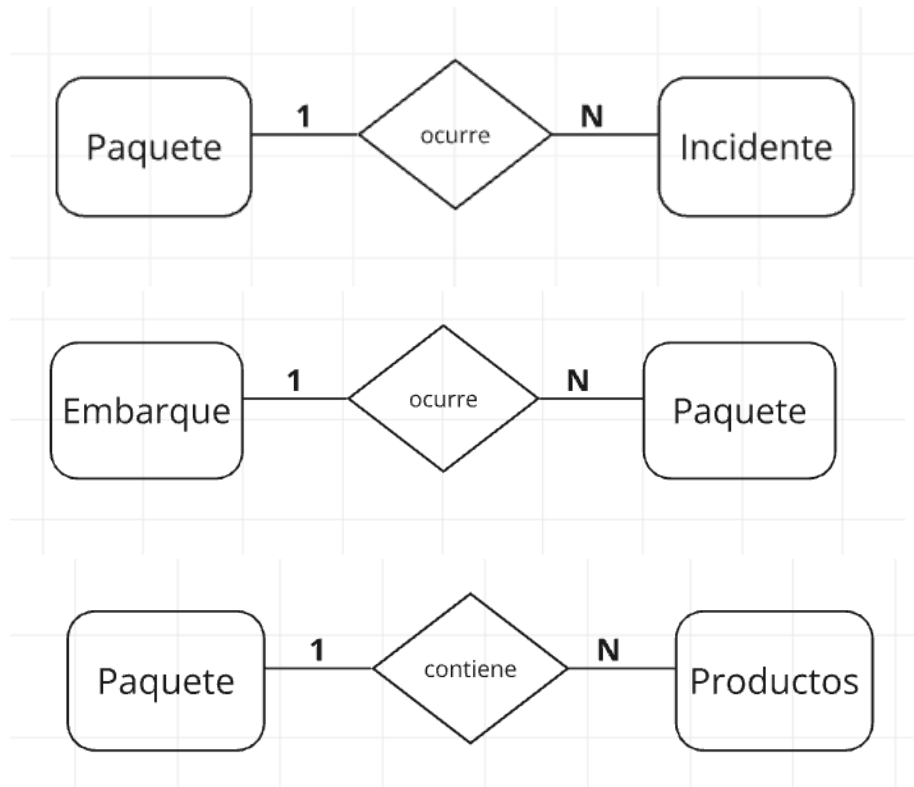 Paquete 1 ocurre N Incidente
Embarque 1 ocurre N Paquete
Paquete 1 contiene N Productos